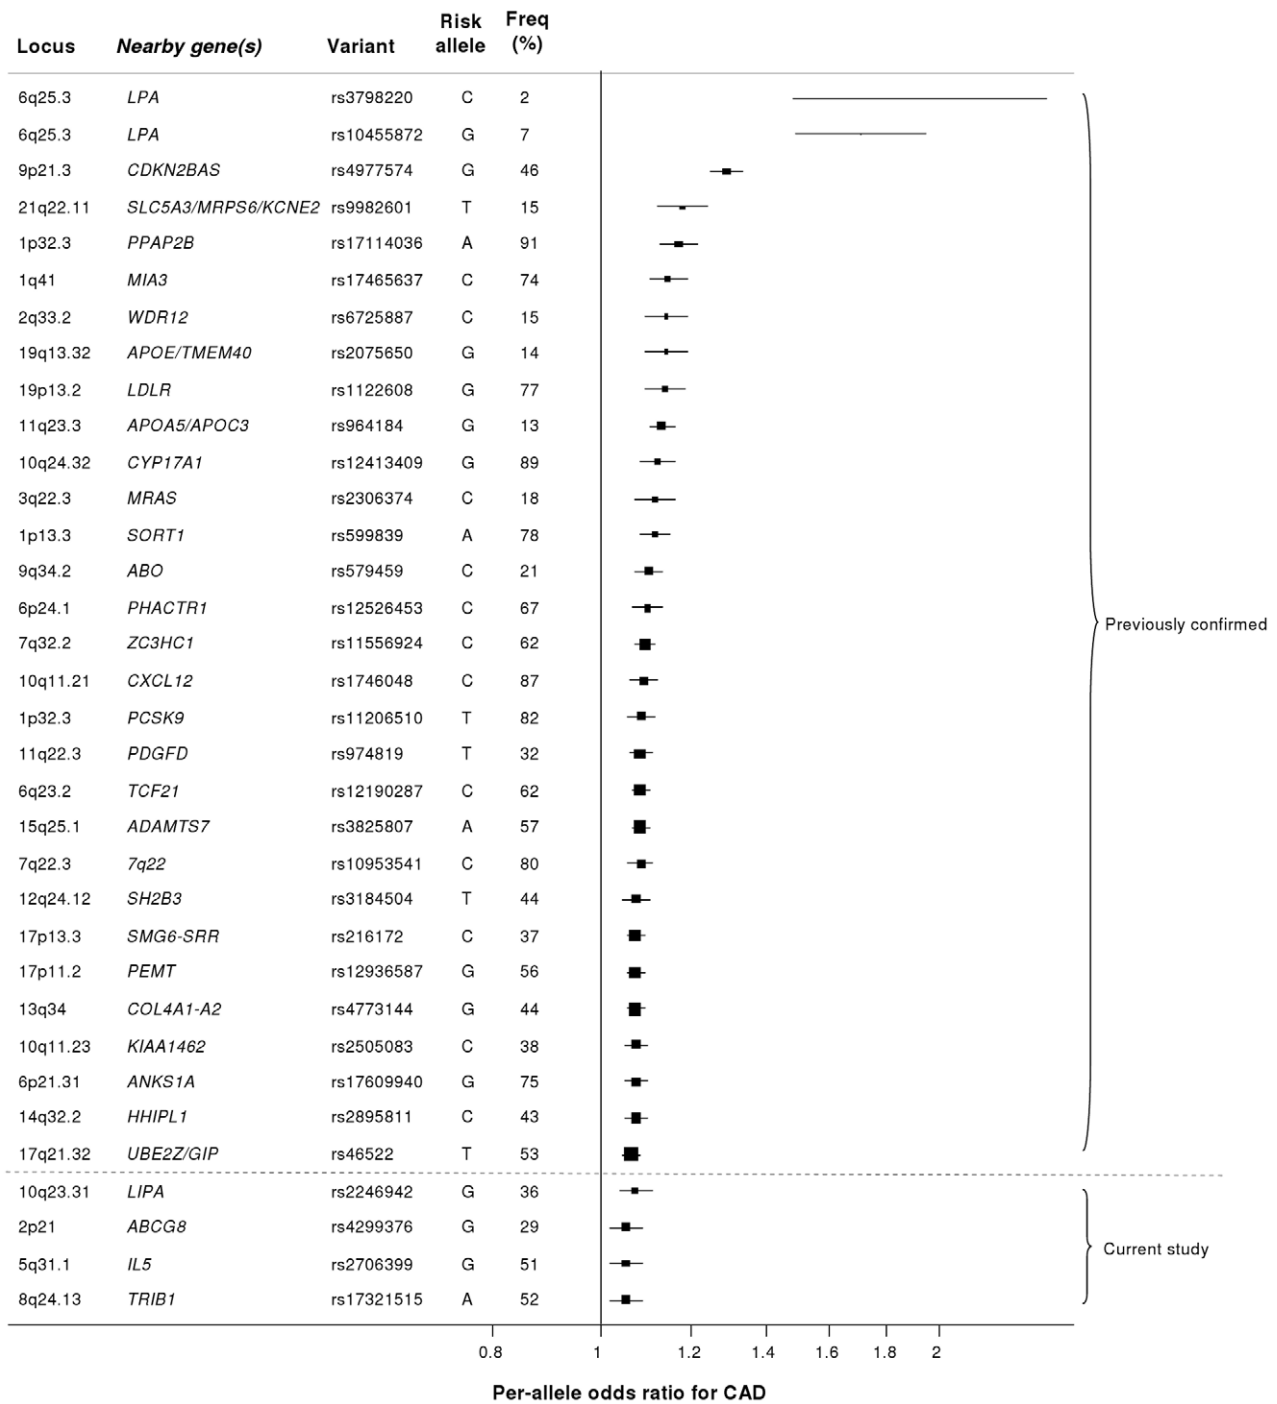 Locus Nearby gene(s) Variant Risk allele Freq (%)
6q25.3 LPA rs3798220 C 2
6q25.3 LPA rs10455872 G 7
9p21.3 CDKN2BAS rs4977574 G 46
21q22.11 SLC5A3/MRPS6/KCNE2 rs9982601 T 15
1p32.3 PPAP2B rs17114036 A 91
1q41 MIA3 rs17465637 C 74
2q33.2 WDR12 rs6725887 C 15
19q13.32 APOE/TMEM40 rs2075650 G 14
19p13.2 LDLR rs1122608 G 77
11q23.3 APOA5/APOC3 rs964184 G 13
10q24.32 CYP17A1 rs12413409 G 89
3q22.3 MRAS rs2306374 C 18
1p13.3 SORT1 rs599839 A 78
9q34.2 ABO rs579459 C 21
6p24.1 PHACTR1 rs12526453 C 67
7q32.2 ZC3HC1 rs11556924 C 62
10q11.21 CXCL12 rs1746048 C 87
1p32.3 PCSK9 rs11206510 T 82
11q22.3 PDGFD rs974819 T 32
6q23.2 TCF21 rs12190287 C 62
15q25.1 ADAMTS7 rs3825807 A 57
7q22.3 7q22 rs10953541 C 80
12q24.12 SH2B3 rs3184504 T 44
17p13.3 SMG6-SRR rs216172 C 37
17p11.2 PEMT rs12936587 G 56
13q34 COL4A1-A2 rs4773144 G 44
10q11.23 KIAA1462 rs2505083 C 38
6p21.31 ANKS1A rs17609940 G 75
14q32.2 HHIPL1 rs2895811 C 43
17q21.32 UBE2Z/GIP rs46522 T 53
Previously confirmed
10q23.31 LIPA rs2246942 G 36
2p21 ABCG8 rs4299376 G 29
5q31.1 IL5 rs2706399 G 51
8q24.13 TRIB1 rs17321515 A 52
Current study
0.8 1 1.2 1.4 1.6 1.8 2
Per-allele odds ratio for CAD